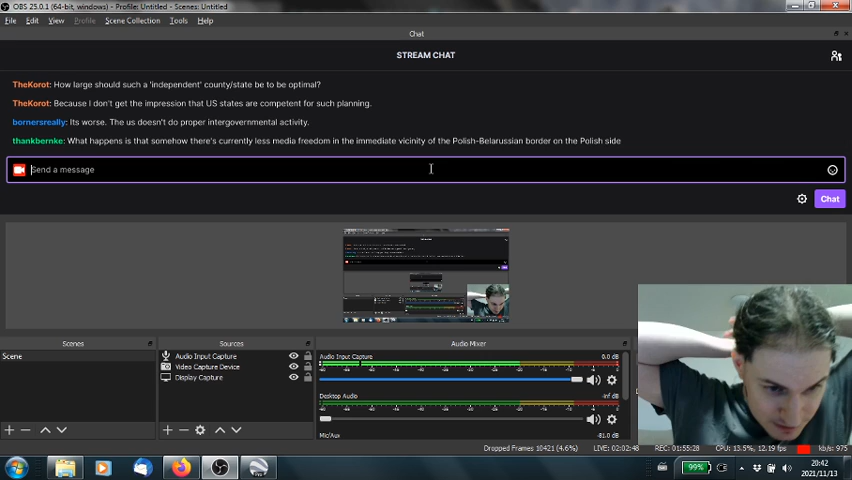 OBS 25.0.1 (64-bit, windows) - Profile: Untitled - Scenes: Untitled
File Edit View Profile Scene Collection Tools Help
Chat
STREAM CHAT
TheKorot: How large should such a 'independent' county/state be to be optimal?
TheKorot: Because I don't get the impression that US states are competent for such planning.
bornersreally: Its worse. The us doesn't do proper intergovernmental activity.
thankbernke: What happens is that somehow there's currently less media freedom in the immediate vicinity of the Polish-Belarussian border on the Polish side
Send a message
Chat
Scenes Sources Audio Mixer
Scene
Audio Input Capture
Video Capture Device
Display Capture
Audio Input Capture 0.0 dB
Desktop Audio -inf dB
Mic/Aux -81.0 dB
Dropped Frames 10421 (4.6%) LIVE: 02:02:48 REC: 01:55:28 CPU: 13.5%, 12.19 fps kb/s: 975
99%
20:42
2021/11/13